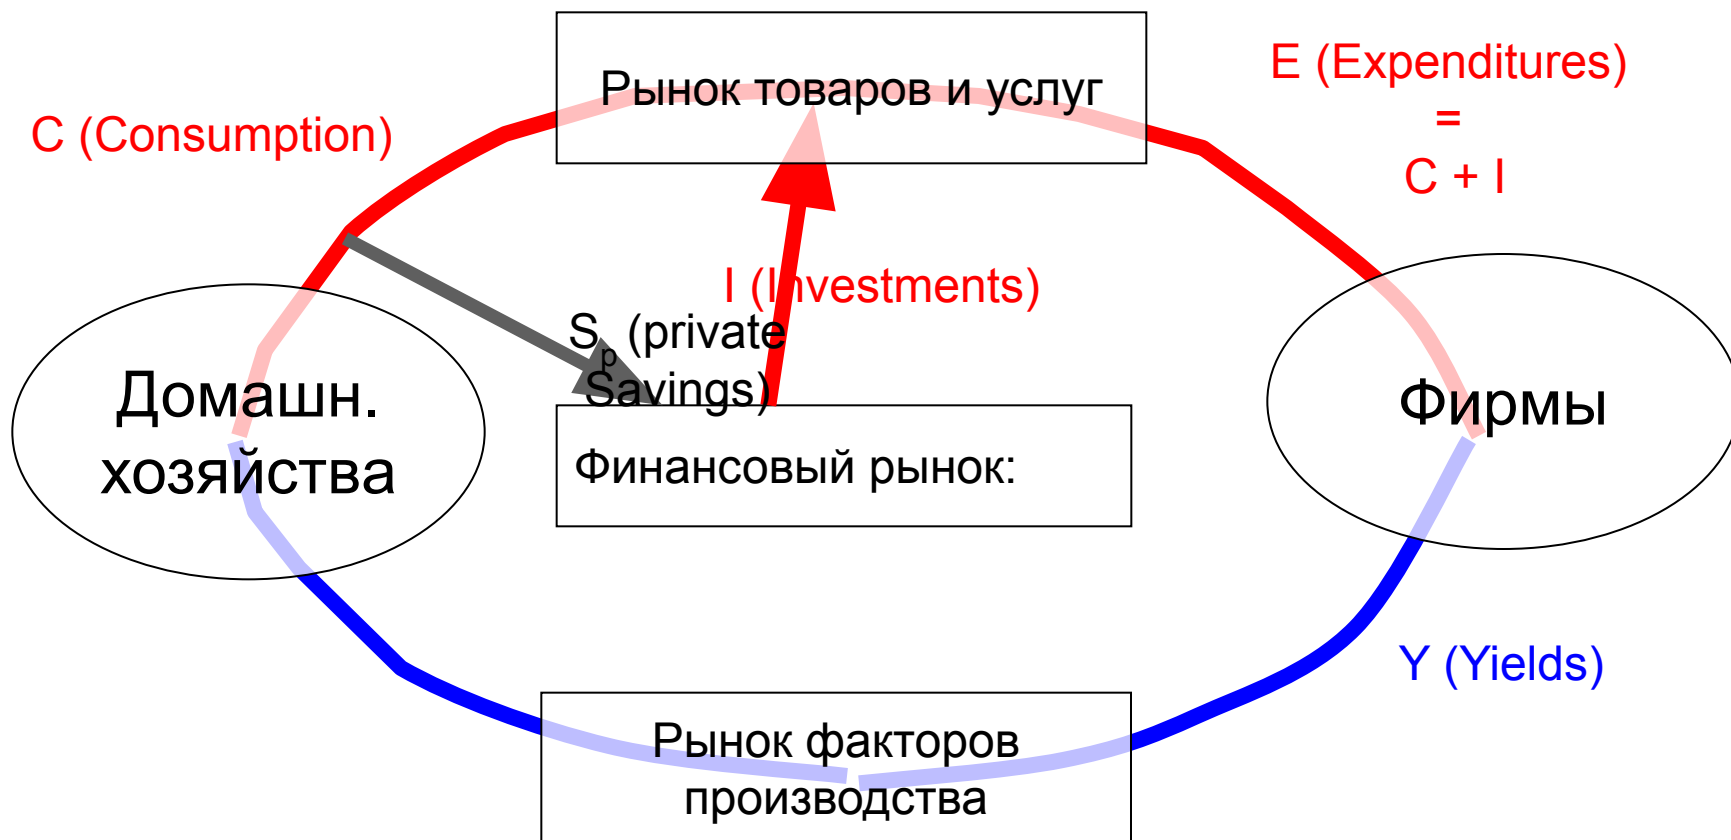 Рынок товаров и услуг
E (Expenditures)
=
C + I
C (Consumption)
I (Investments)
Sp (private
Savings)
Домашн.
хозяйства
Фирмы
Финансовый рынок:
Y (Yields)
Рынок факторов
производства